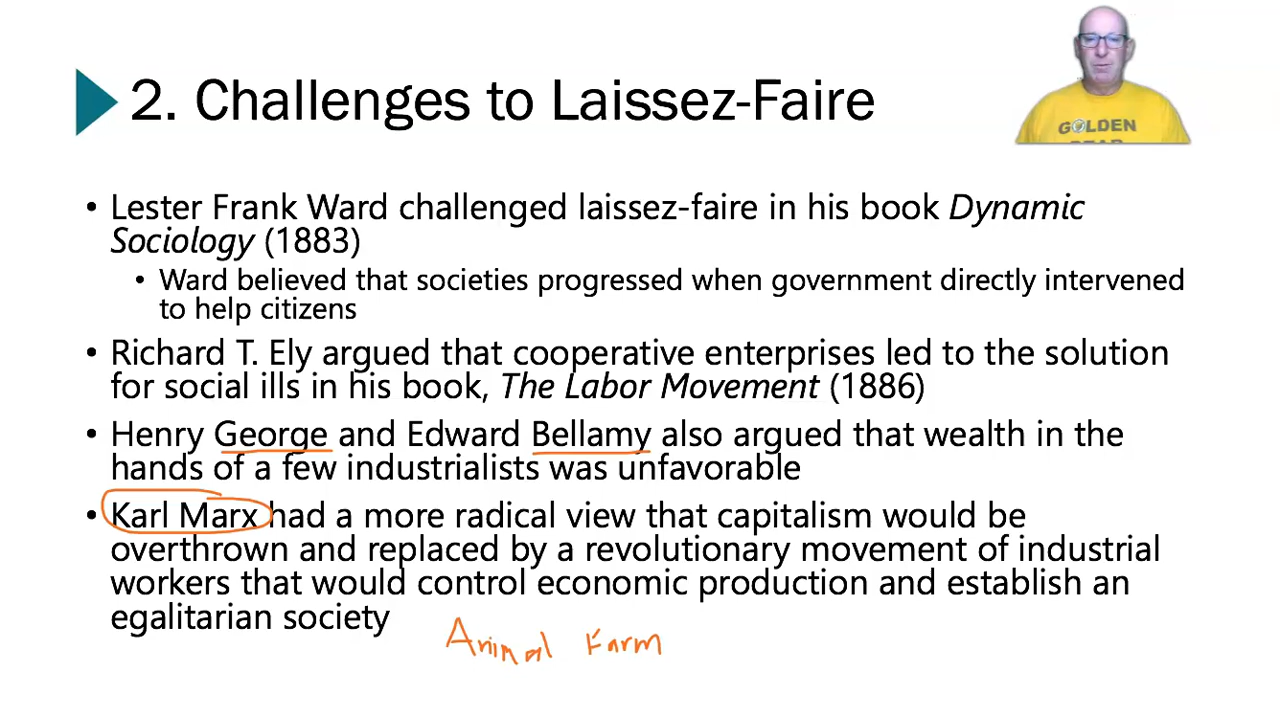 2. Challenges to Laissez-Faire
GOLDEN
BEAR
• Lester Frank Ward challenged laissez-faire in his book Dynamic
Sociology (1883)
• Ward believed that societies progressed when government directly intervened
to help citizens
• Richard T. Ely argued that cooperative enterprises led to the solution
for social ills in his book, The Labor Movement (1886)
• Henry George and Edward Bellamy also argued that wealth in the
hands of a few industrialists was unfavorable
• Karl Marx had a more radical view that capitalism would be
overthrown and replaced by a revolutionary movement of industrial
workers that would control economic production and establish an
egalitarian society
Animal Farm